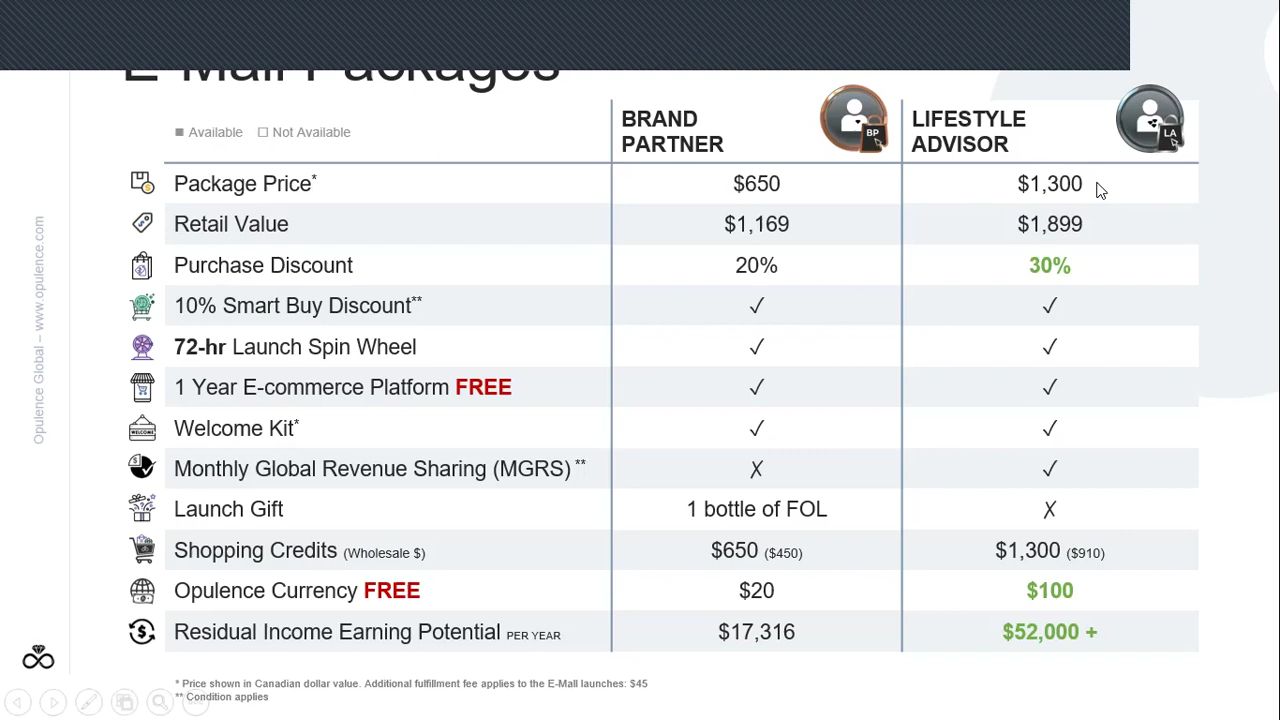 E-Mall Packages
■ Available □ Not Available
BRAND PARTNER
BP
LIFESTYLE ADVISOR
LA
Package Price* $650 $1,300
Retail Value $1,169 $1,899
Purchase Discount 20% 30%
10% Smart Buy Discount** ✓ ✓
72-hr Launch Spin Wheel ✓ ✓
1 Year E-commerce Platform FREE ✓ ✓
Welcome Kit* ✓ ✓
Monthly Global Revenue Sharing (MGRS) ** ✗ ✓
Launch Gift 1 bottle of FOL ✗
Shopping Credits (Wholesale $) $650 ($450) $1,300 ($910)
Opulence Currency FREE $20 $100
Residual Income Earning Potential PER YEAR $17,316 $52,000 +
* Price shown in Canadian dollar value. Additional fulfillment fee applies to the E-Mall launches: $45
** Condition applies
Opulence Global – www.opulence.com